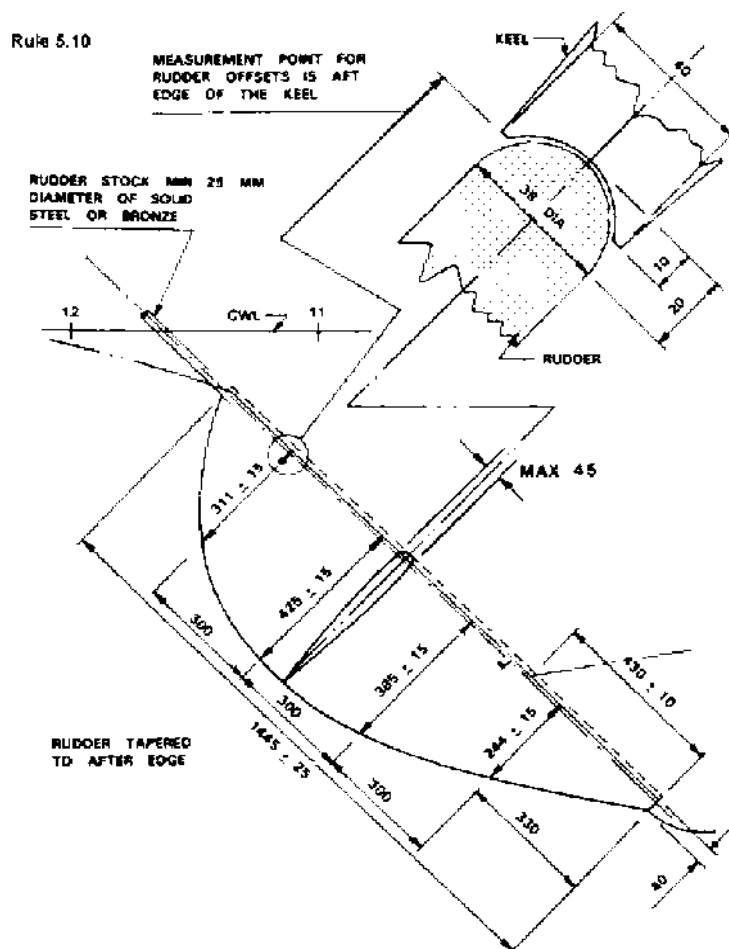 Rule 5.10
MEASUREMENT POINT FOR
RUDDER OFFSETS IS AFT
EDGE OF THE KEEL
KEEL
40
RUDDER STOCK MIN 25 MM
DIAMETER OF SOLID
STEEL OR BRONZE
38 DIA
10
20
RUDDER
12
11
MAX 45
311 ± 15
425 ± 15
385 ± 15
244 ± 15
430 ± 10
300
300
300
330
1445 ± 25
40
RUDDER TAPERED
TO AFTER EDGE